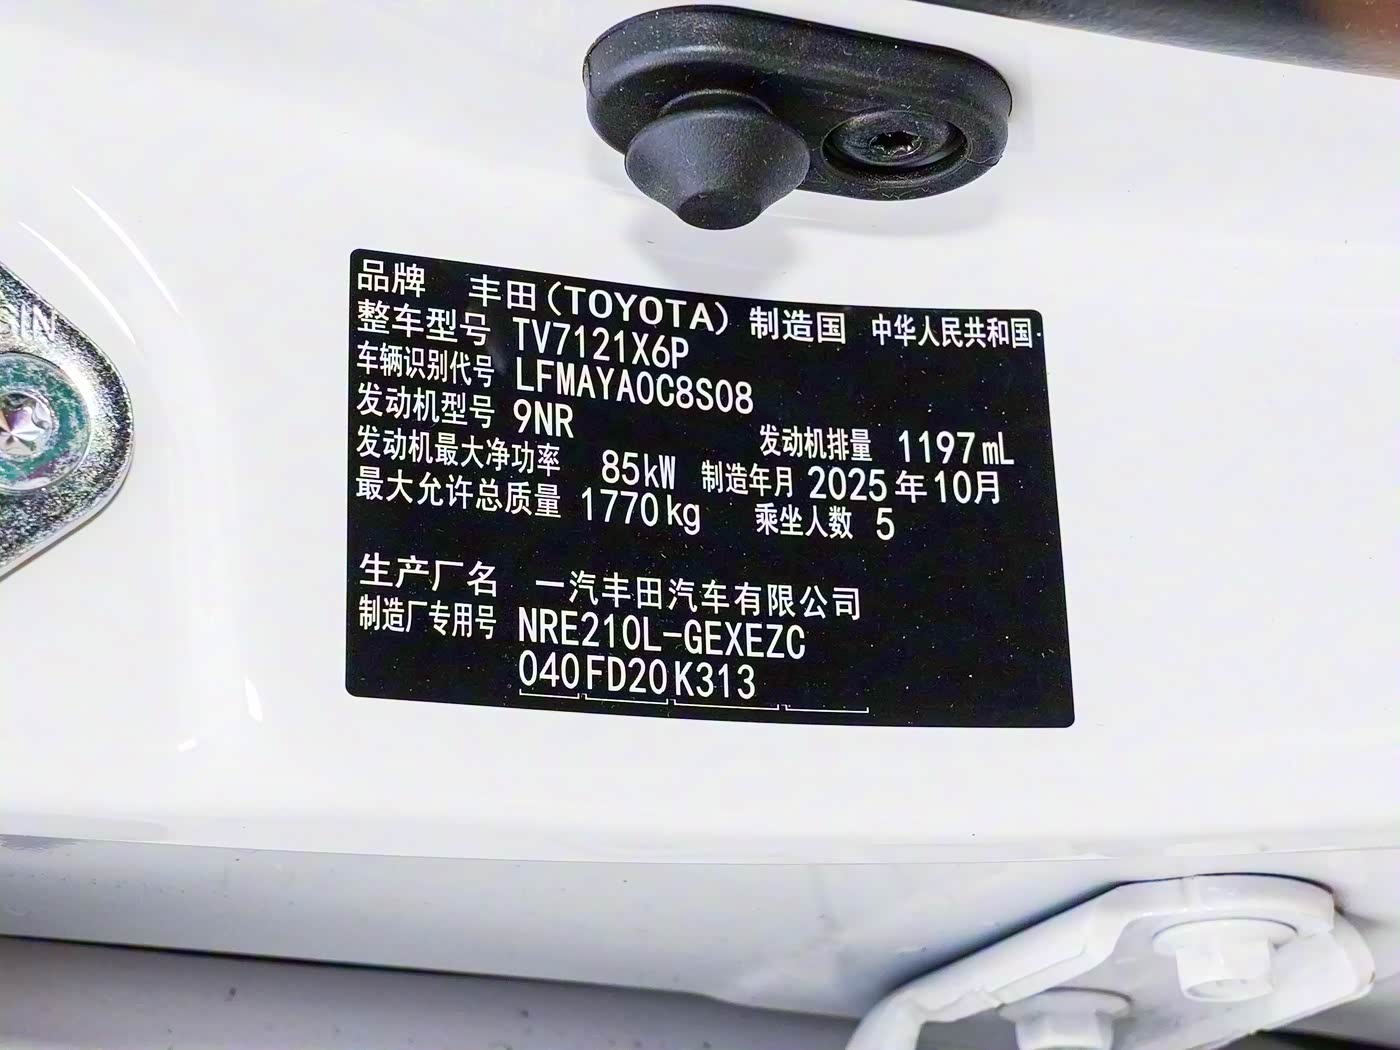 SIN
品牌 丰田(TOYOTA) 制造国 中华人民共和国
整车型号 TV7121X6P
车辆识别代号 LFMAYA0C8S08
发动机型号 9NR 发动机排量 1197mL
发动机最大净功率 85kW 制造年月 2025年10月
最大允许总质量 1770kg 乘坐人数 5
生产厂名 一汽丰田汽车有限公司
制造厂专用号 NRE210L-GEXEZC
040 FD20 K313